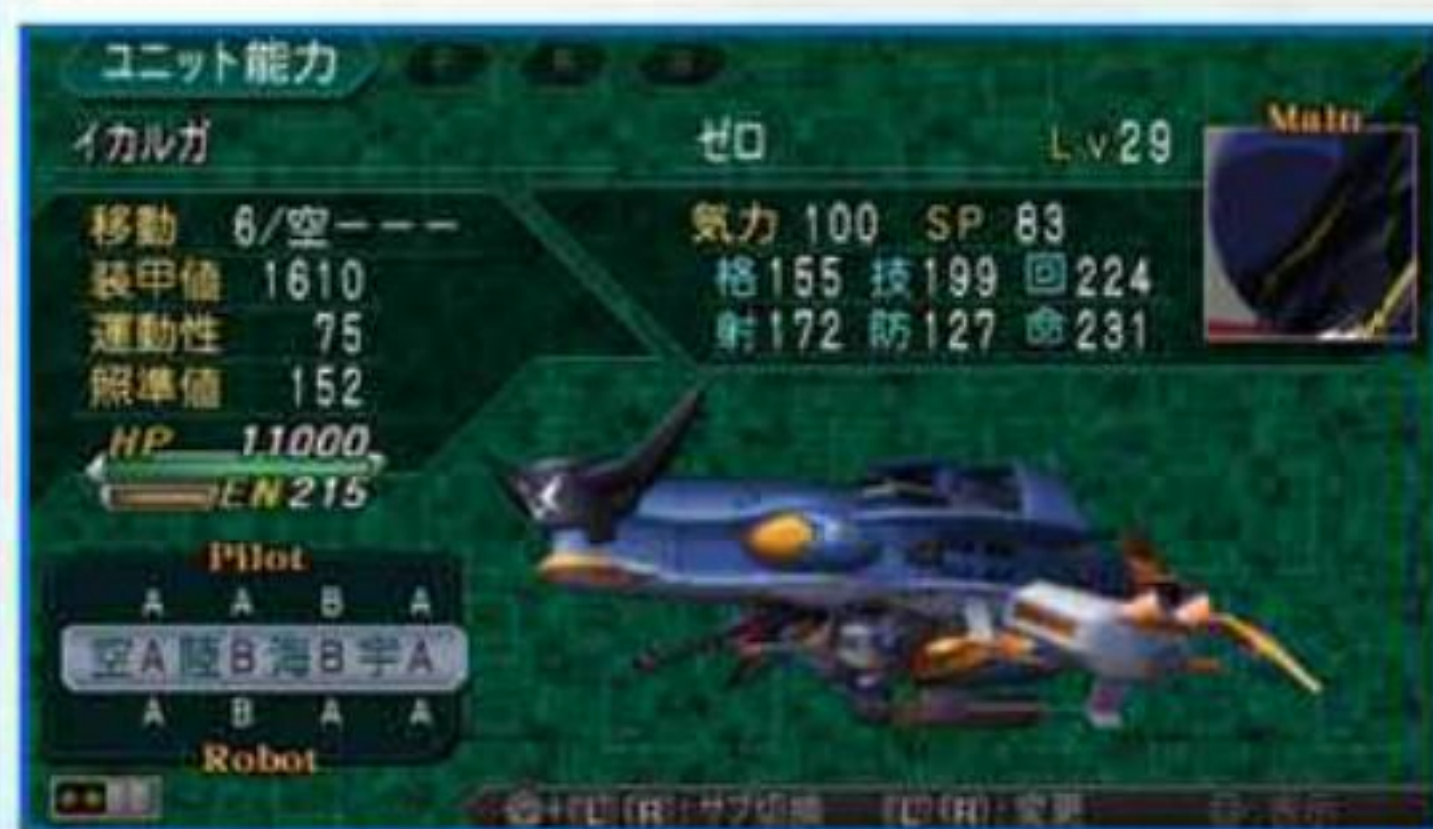 ユニット能力
イカルガ ゼロ Lv29
Main
移動 6/空ーーー
装甲値 1610
運動性 75
照準値 152
HP 11000
EN 215
気力 100 SP 83
格155 技199 回224
射172 防127 命231
Pilot
A A B A
空A陸B海B宇A
A B A A
Robot
(L)(R):サブ切替 (L)(R):変更